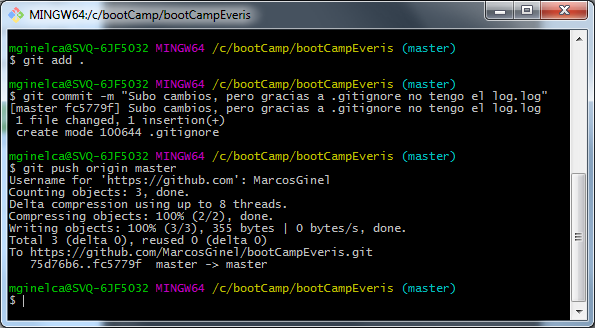 MINGW64:/c/bootCamp/bootCampEveris
mginelca@SVQ-6JF5032 MINGW64 /c/bootCamp/bootCampEveris (master)
$ git add .
mginelca@SVQ-6JF5032 MINGW64 /c/bootCamp/bootCampEveris (master)
$ git commit -m "Subo cambios, pero gracias a .gitignore no tengo el log.log"
[master fc5779f] Subo cambios, pero gracias a .gitignore no tengo el log.log
 1 file changed, 1 insertion(+)
 create mode 100644 .gitignore
mginelca@SVQ-6JF5032 MINGW64 /c/bootCamp/bootCampEveris (master)
$ git push origin master
Username for 'https://github.com': MarcosGinel
Counting objects: 3, done.
Delta compression using up to 8 threads.
Compressing objects: 100% (2/2), done.
Writing objects: 100% (3/3), 355 bytes | 0 bytes/s, done.
Total 3 (delta 0), reused 0 (delta 0)
To https://github.com/MarcosGinel/bootCampEveris.git
   75d76b6..fc5779f  master -> master
mginelca@SVQ-6JF5032 MINGW64 /c/bootCamp/bootCampEveris (master)
$